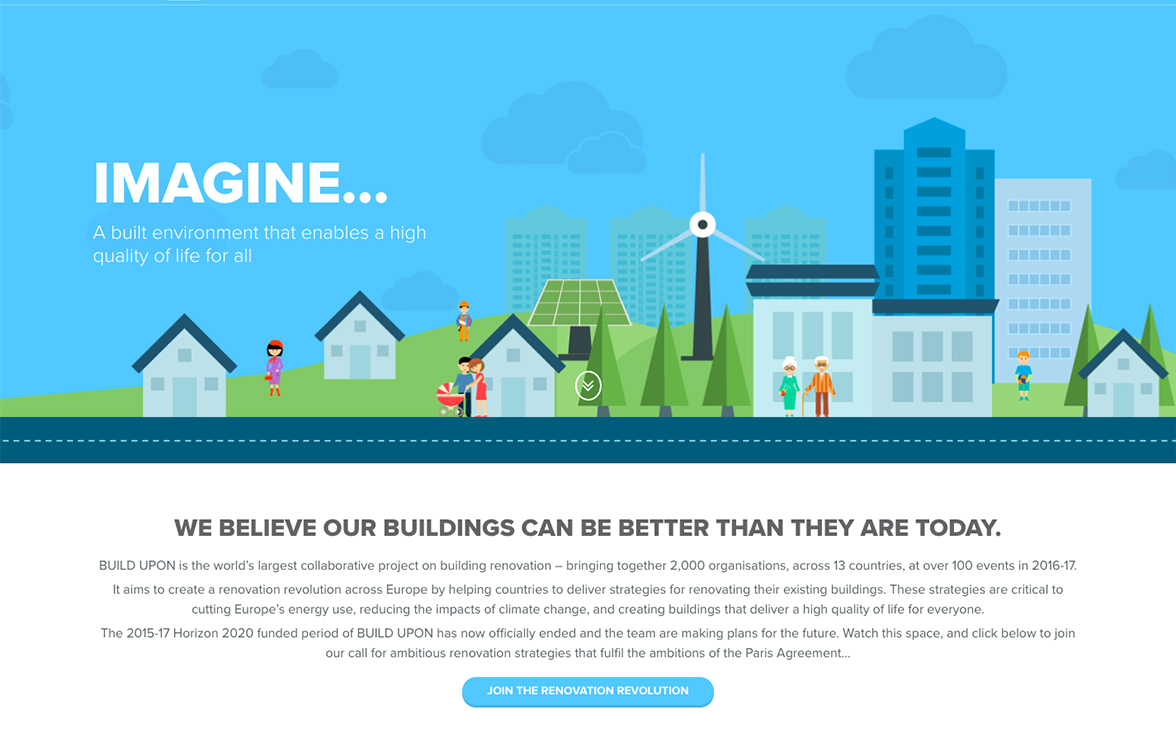 IMAGINE...
A built environment that enables a high
quality of life for all
WE BELIEVE OUR BUILDINGS CAN BE BETTER THAN THEY ARE TODAY.
BUILD UPON is the world's largest collaborative project on building renovation – bringing together 2,000 organisations, across 13 countries, at over 100 events in 2016-17.
It aims to create a renovation revolution across Europe by helping countries to deliver strategies for renovating their existing buildings. These strategies are critical to
cutting Europe's energy use, reducing the impacts of climate change, and creating buildings that deliver a high quality of life for everyone.
The 2015-17 Horizon 2020 funded period of BUILD UPON has now officially ended and the team are making plans for the future. Watch this space, and click below to join
our call for ambitious renovation strategies that fulfil the ambitions of the Paris Agreement...
JOIN THE RENOVATION REVOLUTION